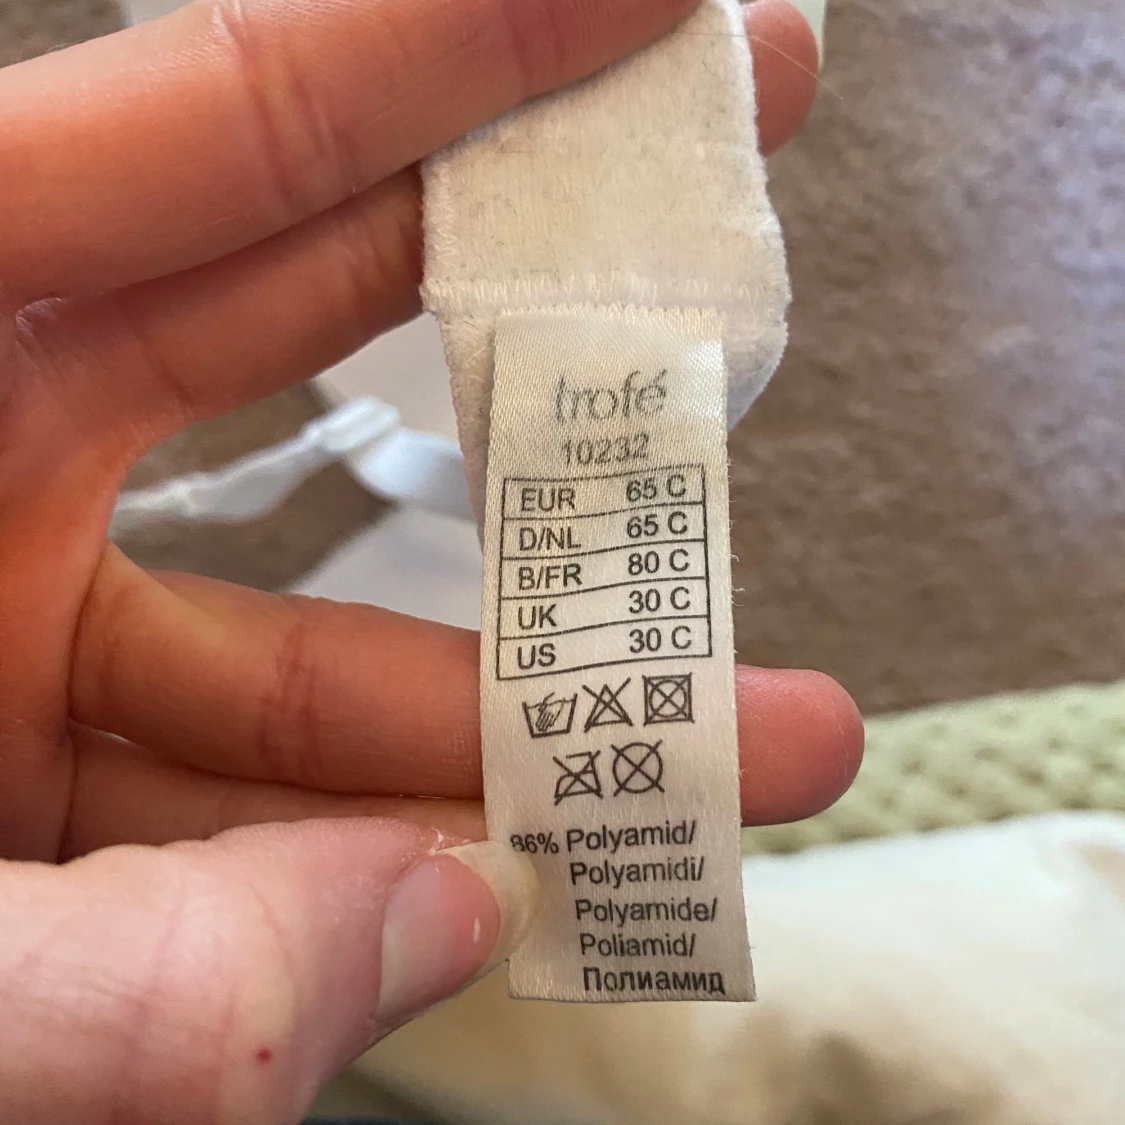 trofé
10232
EUR 65 C
D/NL 65 C
B/FR 80 C
UK 30 C
US 30 C
86% Polyamid/
Polyamidi/
Polyamide/
Poliamid/
Полиамид